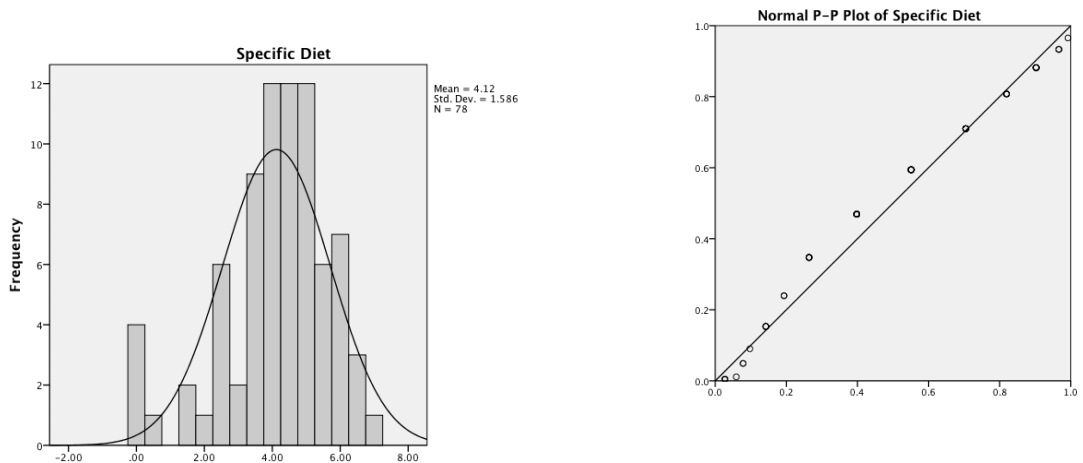 Specific Diet
Mean = 4.12
Std. Dev. = 1.586
N = 78
Frequency
12
10
8
6
4
2
0
-2.00 .00 2.00 4.00 6.00 8.00
Normal P-P Plot of Specific Diet
1.0
0.8
0.6
0.4
0.2
0.0
0.0 0.2 0.4 0.6 0.8 1.0